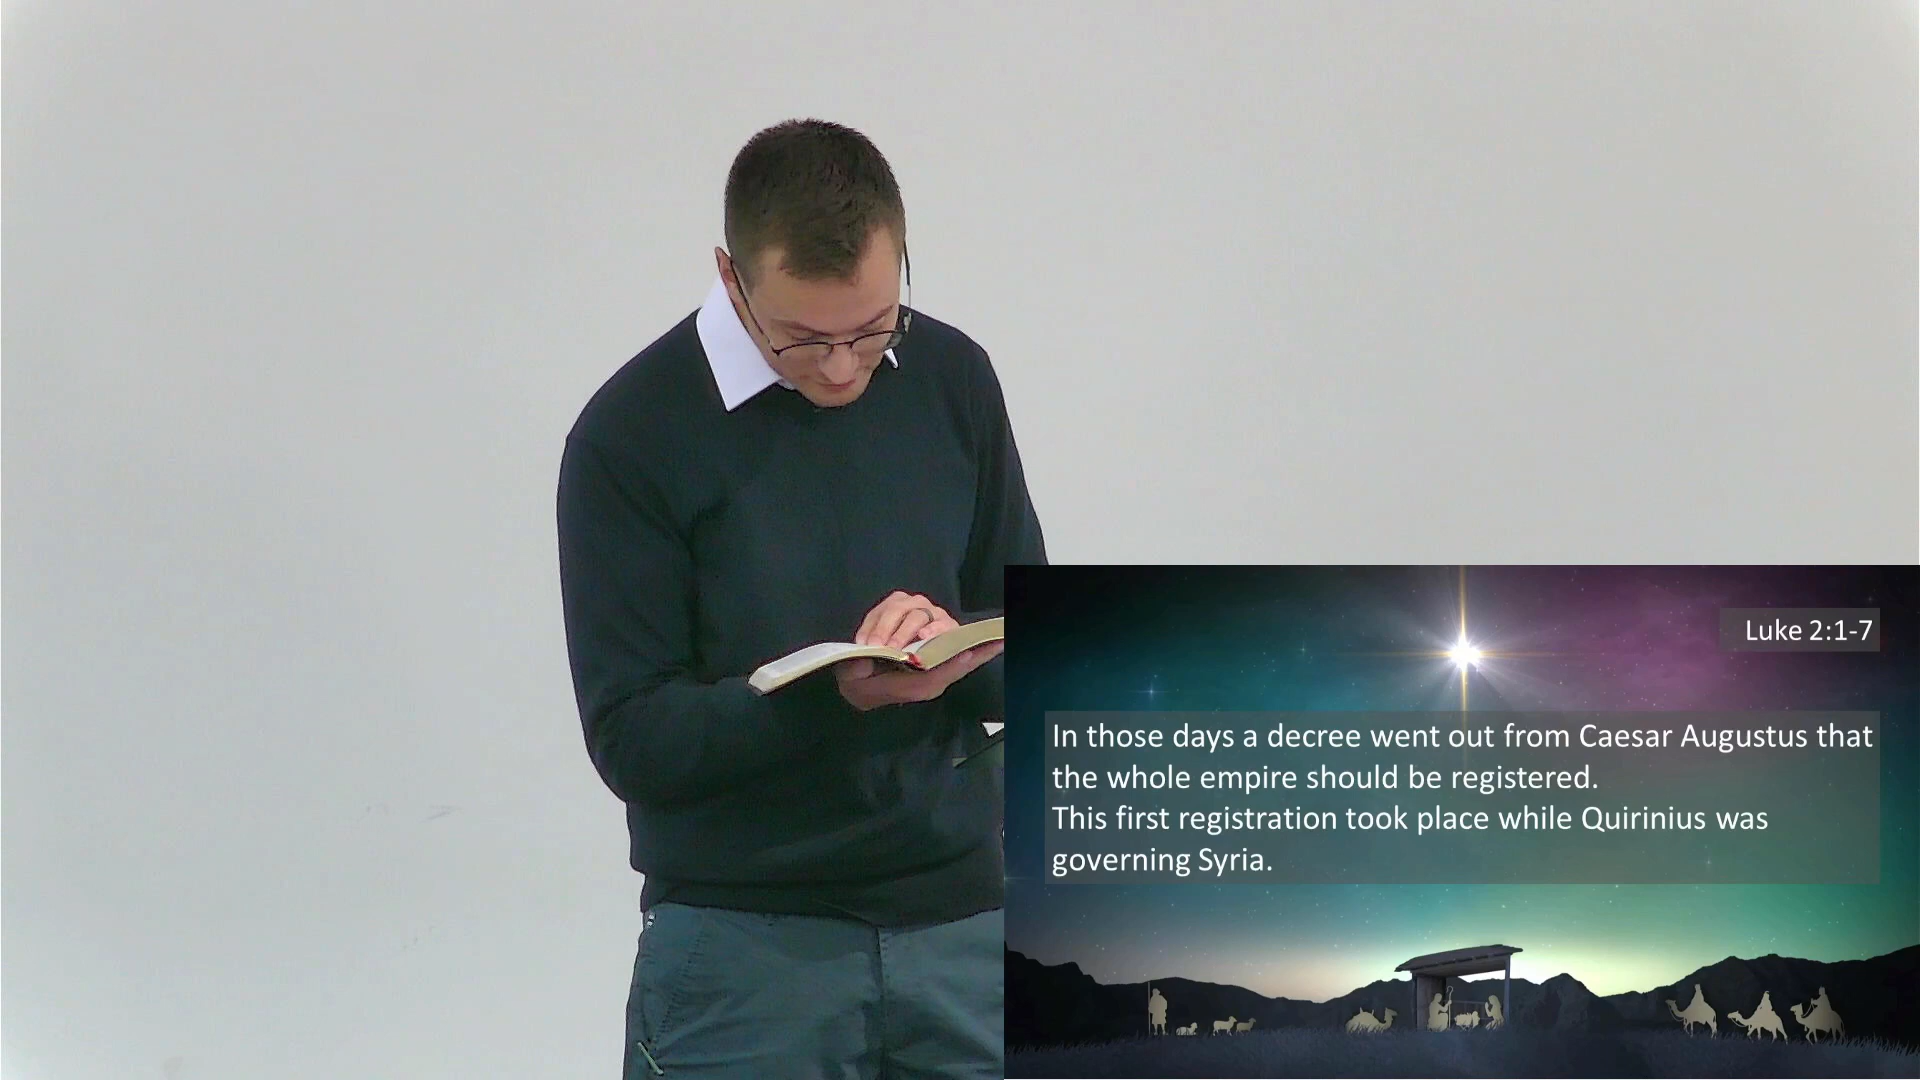 Luke 2:1-7
In those days a decree went out from Caesar Augustus that
the whole empire should be registered.
This first registration took place while Quirinius was
governing Syria.